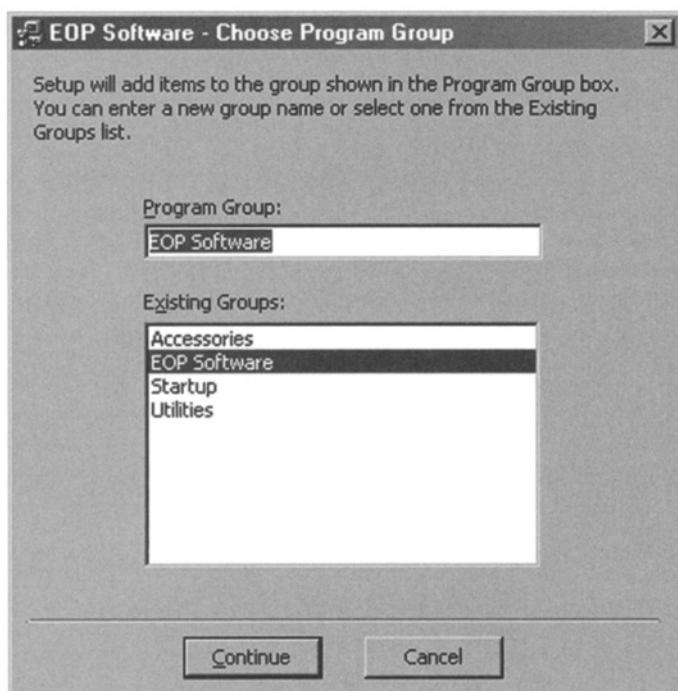 EOP Software - Choose Program Group
Setup will add items to the group shown in the Program Group box.
You can enter a new group name or select one from the Existing
Groups list.
Program Group:
EOP Software
Existing Groups:
Accessories
EOP Software
Startup
Utilities
Continue
Cancel